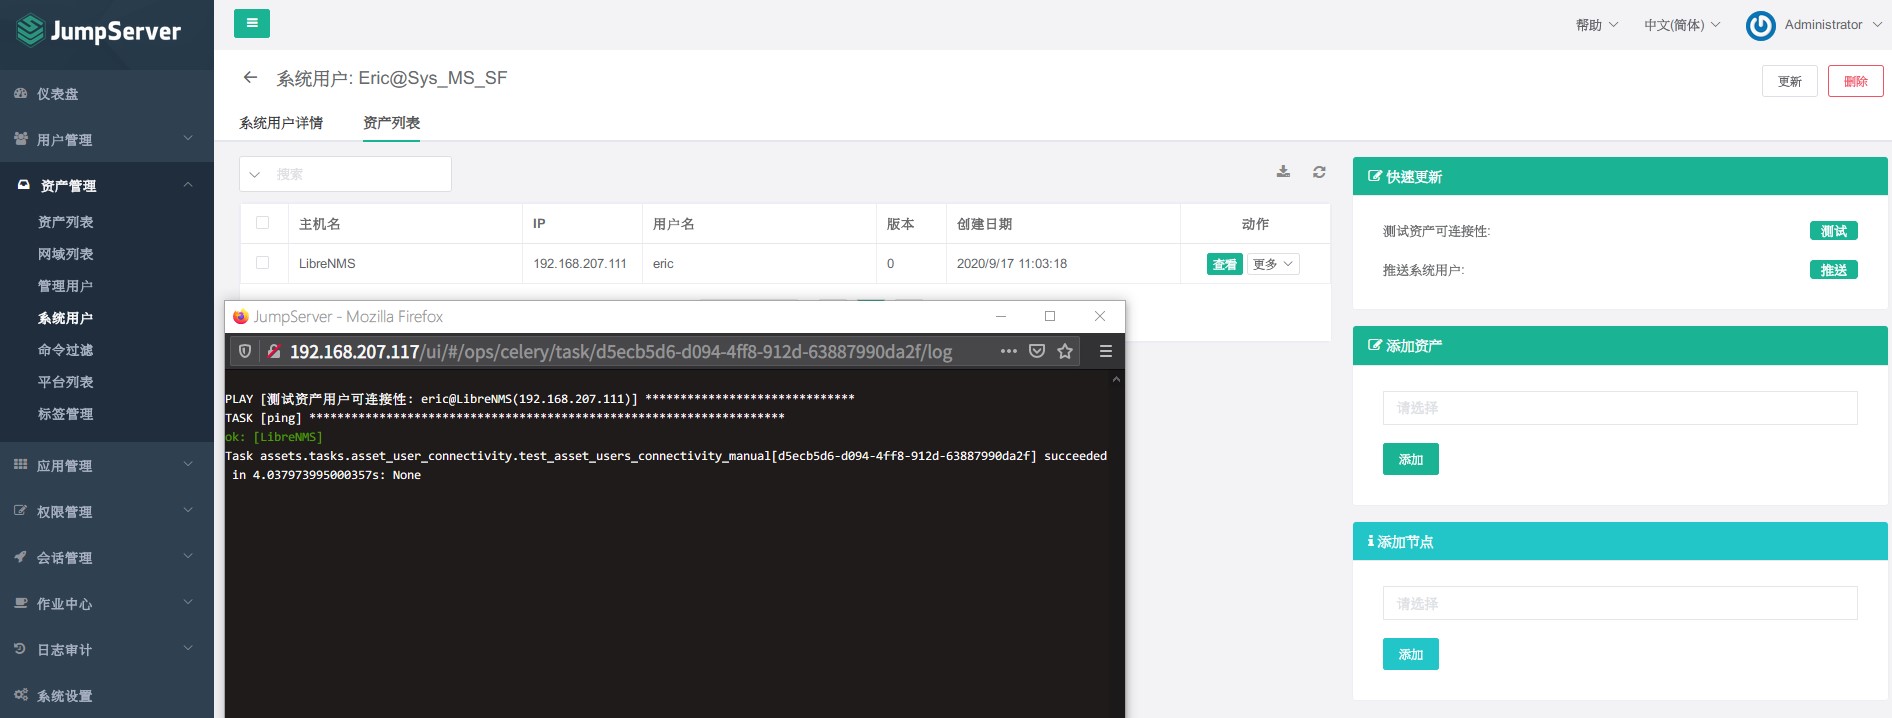 JumpServer
帮助
中文(简体)
Administrator
仪表盘
用户管理
资产管理
资产列表
网域列表
管理用户
系统用户
命令过滤
平台列表
标签管理
应用管理
权限管理
会话管理
作业中心
日志审计
系统设置
系统用户: Eric@Sys_MS_SF
更新
删除
系统用户详情
资产列表
搜索
主机名 IP 用户名 版本 创建日期 动作
LibreNMS 192.168.207.111 eric 0 2020/9/17 11:03:18 查看 更多
JumpServer - Mozilla Firefox
192.168.207.117/ui/#/ops/celery/task/d5ecb5d6-d094-4ff8-912d-63887990da2f/log
PLAY [测试资产用户可连接性: eric@LibreNMS(192.168.207.111)] ******************************
TASK [ping] ********************************************************************
ok: [LibreNMS]
Task assets.tasks.asset_user_connectivity.test_asset_users_connectivity_manual[d5ecb5d6-d094-4ff8-912d-63887990da2f] succeeded
in 4.037973995000357s: None
快速更新
测试资产可连接性: 测试
推送系统用户: 推送
添加资产
请选择
添加
添加节点
请选择
添加